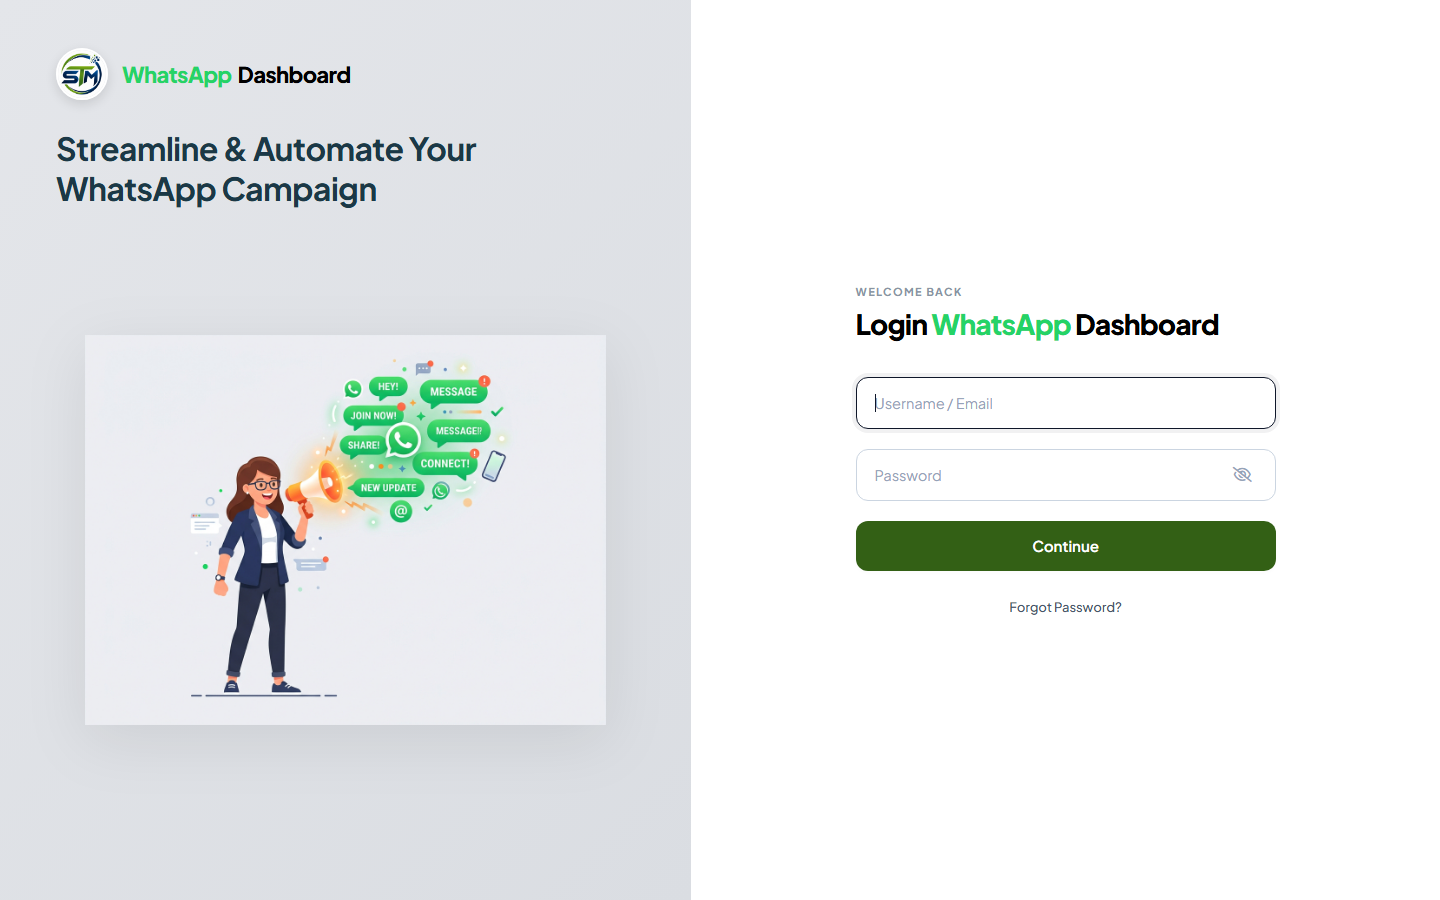 STM
WhatsApp Dashboard
Streamline & Automate Your
WhatsApp Campaign
HEY!
MESSAGE
!
JOIN NOW!
SHARE!
MESSAGE!!
CONNECT!
!
NEW UPDATE
@
WELCOME BACK
Login WhatsApp Dashboard
Username / Email
Password
Continue
Forgot Password?